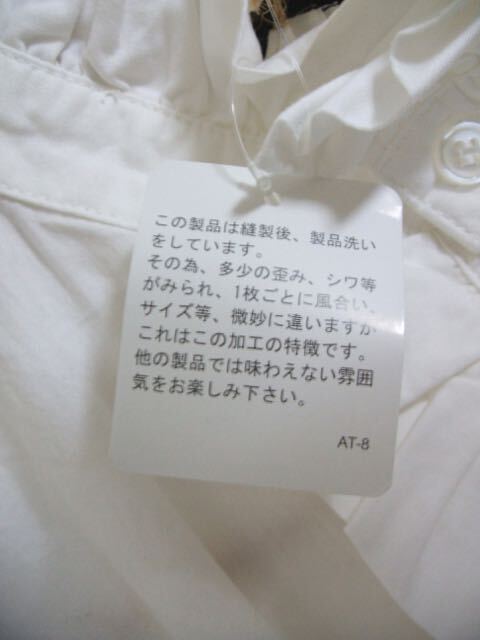 この製品は縫製後、製品洗い
をしています。
その為、多少の歪み、シワ等
がみられ、1枚ごとに風合い、
サイズ等、微妙に違いますが
これはこの加工の特徴です。
他の製品では味わえない雰囲
気をお楽しみ下さい。
AT-8